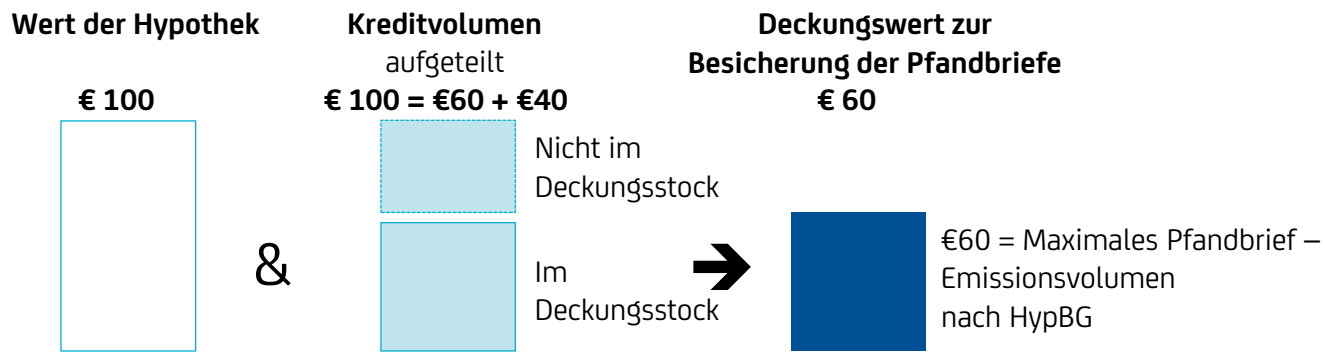 Wert der Hypothek
€ 100
Kreditvolumen
aufgeteilt
€ 100 = €60 + €40
Deckungswert zur
Besicherung der Pfandbriefe
€ 60
Nicht im
Deckungsstock
&
Im
Deckungsstock
€60 = Maximales Pfandbrief –
Emissionsvolumen
nach HypBG